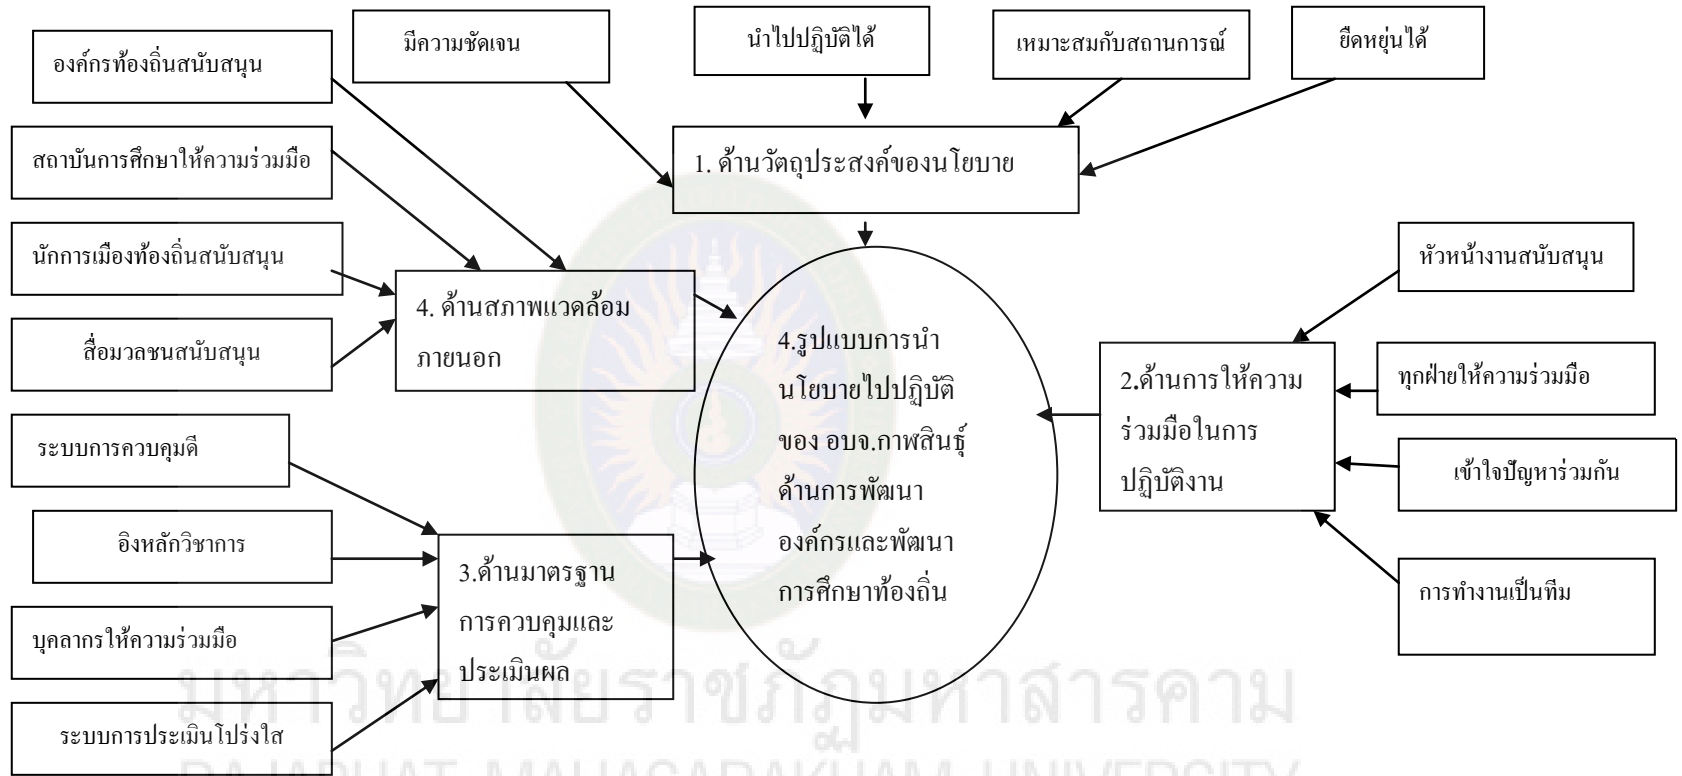 มีความชัดเจน
นำไปปฏิบัติได้
เหมาะสมกับสถานการณ์
ยืดหยุ่นได้
องค์กรท้องถิ่นสนับสนุน
สถาบันการศึกษาให้ความร่วมมือ
นักการเมืองท้องถิ่นสนับสนุน
สื่อมวลชนสนับสนุน
1. ด้านวัตถุประสงค์ของนโยบาย
4. ด้านสภาพแวดล้อม
ภายนอก
4.รูปแบบการนำ
นโยบายไปปฏิบัติ
ของ อบจ.กาฬสินธุ์
ด้านการพัฒนา
องค์กรและพัฒนา
การศึกษาท้องถิ่น
2.ด้านการให้ความ
ร่วมมือในการ
ปฏิบัติงาน
หัวหน้างานสนับสนุน
ทุกฝ่ายให้ความร่วมมือ
เข้าใจปัญหาร่วมกัน
การทำงานเป็นทีม
ระบบการควบคุมดี
อิงหลักวิชาการ
บุคลากรให้ความร่วมมือ
ระบบการประเมินโปร่งใส
3.ด้านมาตรฐาน
การควบคุมและ
ประเมินผล
มหาวิทยาลัยราชภัฏมหาสารคาม
RAJABHAT MAHASARAKHAM UNIVERSITY